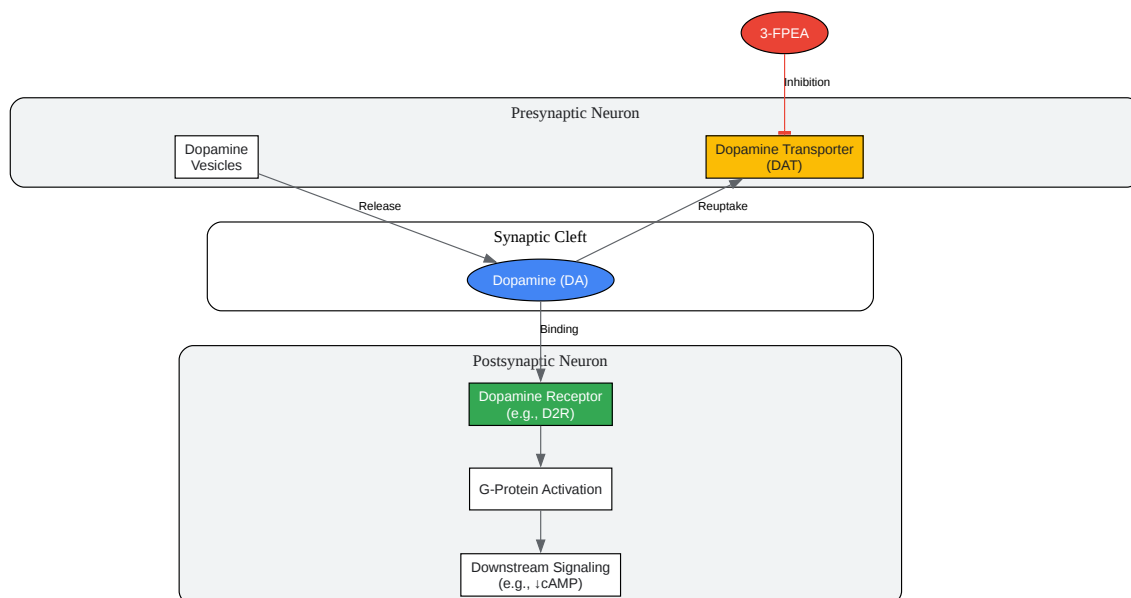 3-FPEA
Inhibition
Presynaptic Neuron
Dopamine
Vesicles
Dopamine Transporter
(DAT)
Release
Reuptake
Synaptic Cleft
Dopamine (DA)
Binding
Postsynaptic Neuron
Dopamine Receptor
(e.g., D2R)
G-Protein Activation
Downstream Signaling
(e.g., ↓cAMP)